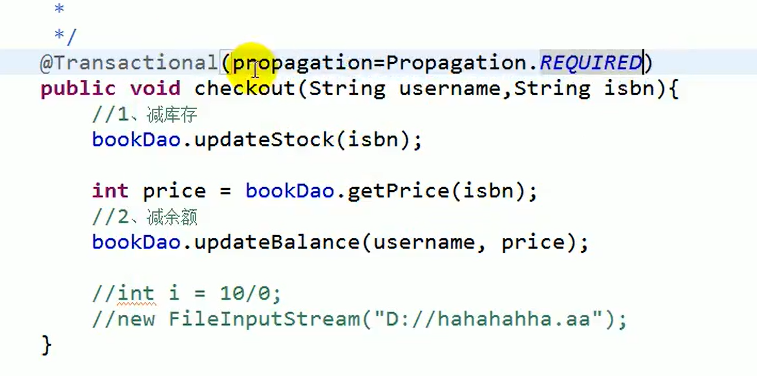 *
*/
@Transactional(propagation=Propagation.REQUIRED)
public void checkout(String username,String isbn){
//1、减库存
bookDao.updateStock(isbn);
int price = bookDao.getPrice(isbn);
//2、减余额
bookDao.updateBalance(username, price);
//int i = 10/0;
//new FileInputStream("D://hahahahha.aa");
}